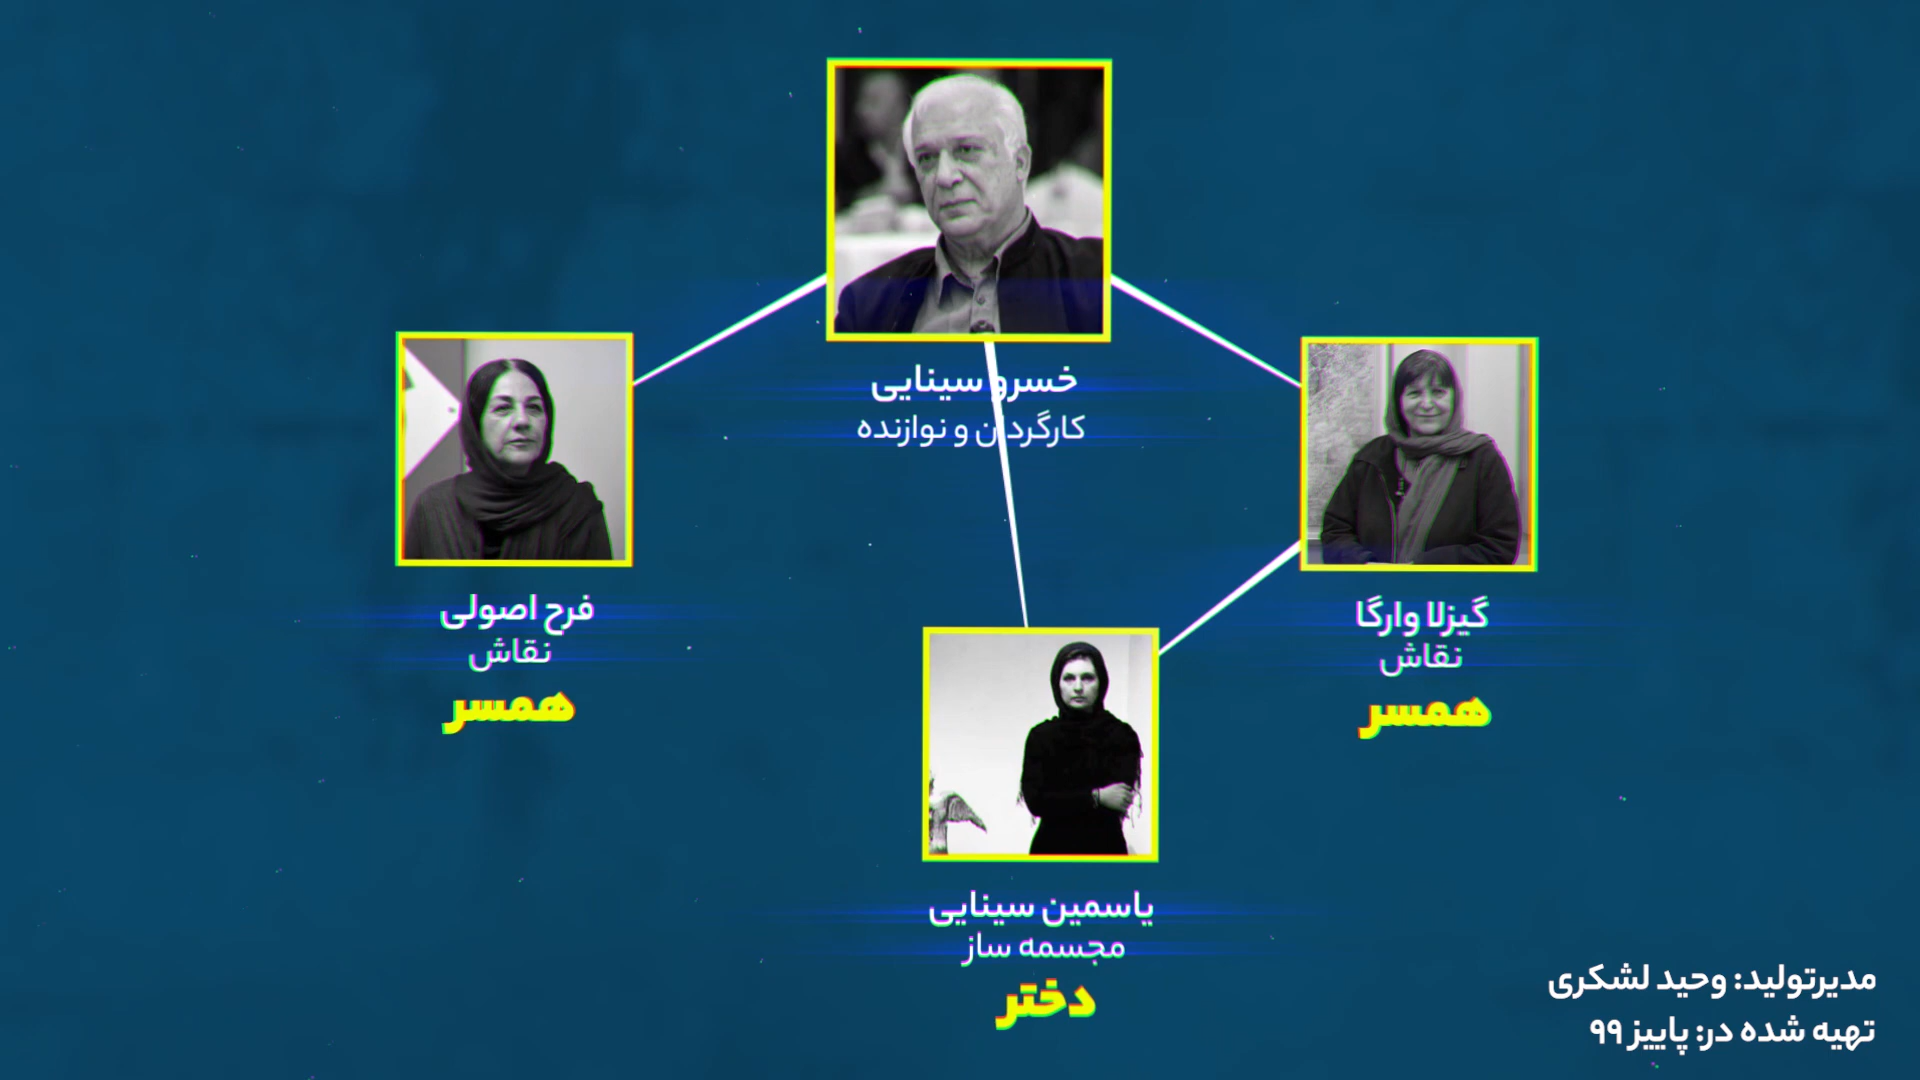 خسرو سینایی
کارگردان و نوازنده
گیزلا وارگا
نقاش
همسر
فرح اصولی
نقاش
همسر
یاسمین سینایی
مجسمه ساز
دختر
مدیرتولید: وحید لشکری
تهیه شده در: پاییز ۹۹